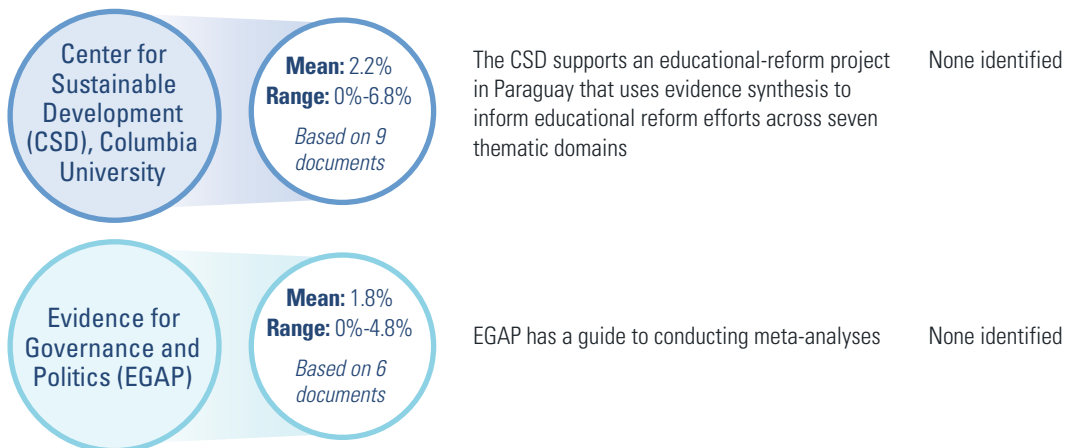 Center for
Sustainable
Development
(CSD), Columbia
University
Mean: 2.2%
Range: 0%-6.8%
Based on 9
documents
The CSD supports an educational-reform project
in Paraguay that uses evidence synthesis to
inform educational reform efforts across seven
thematic domains
None identified
Evidence for
Governance and
Politics (EGAP)
Mean: 1.8%
Range: 0%-4.8%
Based on 6
documents
EGAP has a guide to conducting meta-analyses
None identified